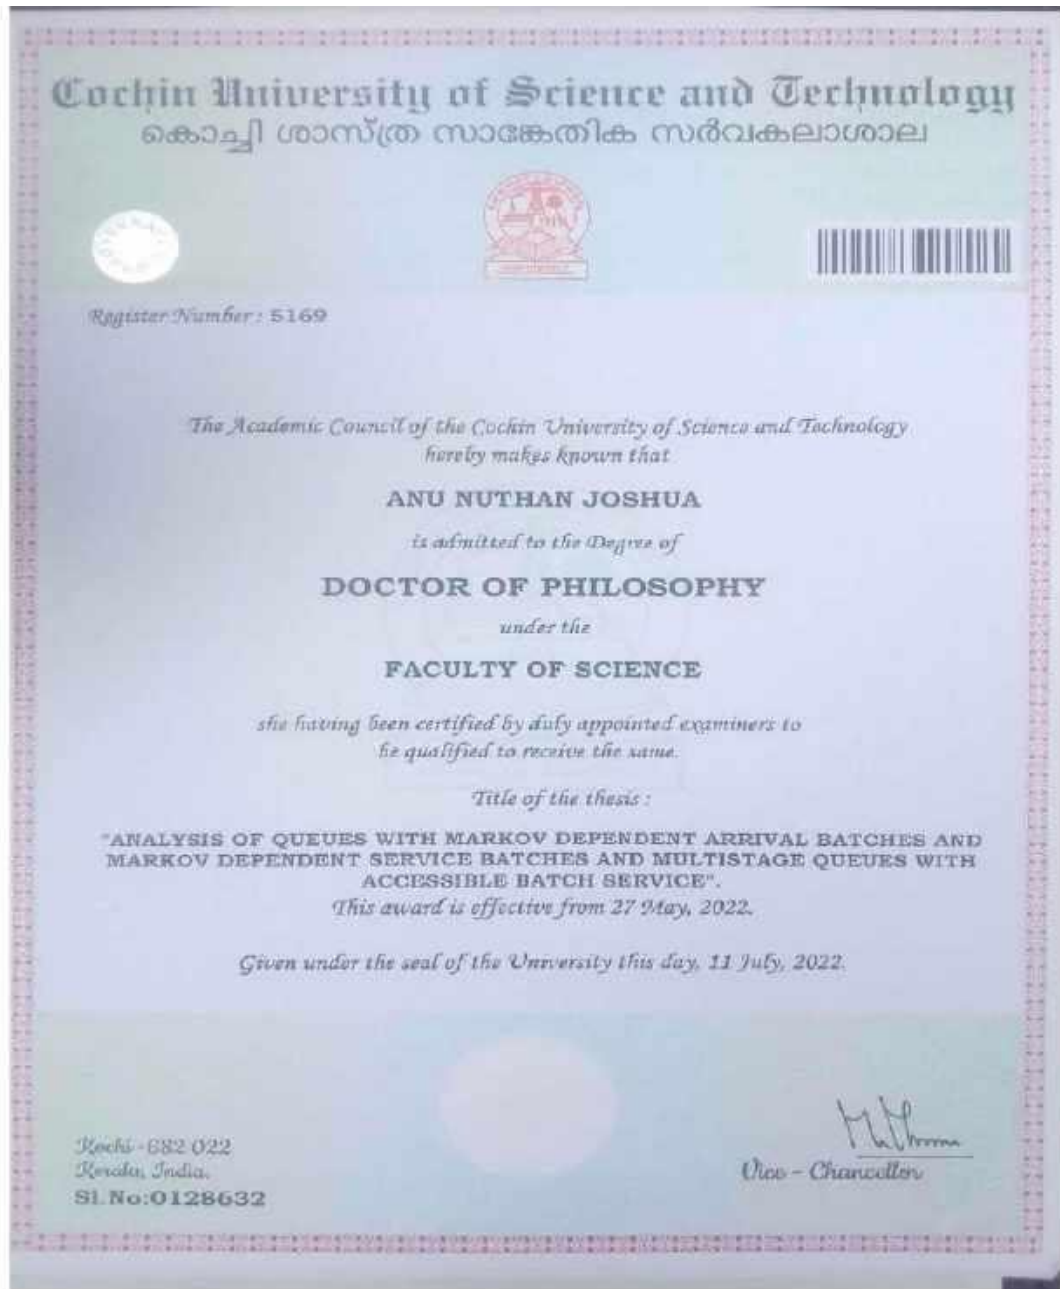 Cochin University of Science and Technology
കൊച്ചി ശാസ്ത്ര സാങ്കേതിക സർവകലാശാല
Register Number : 5169
The Academic Council of the Cochin University of Science and Technology
hereby makes known that
ANU NUTHAN JOSHUA
is admitted to the Degree of
DOCTOR OF PHILOSOPHY
under the
FACULTY OF SCIENCE
she having been certified by duly appointed examiners to
be qualified to receive the same.
Title of the thesis :
"ANALYSIS OF QUEUES WITH MARKOV DEPENDENT ARRIVAL BATCHES AND
MARKOV DEPENDENT SERVICE BATCHES AND MULTISTAGE QUEUES WITH
ACCESSIBLE BATCH SERVICE".
This award is effective from 27 May, 2022.
Given under the seal of the University this day, 11 July, 2022.
Kochi - 682 022
Kerala, India.
Sl.No:0128632
Vice - Chancellor